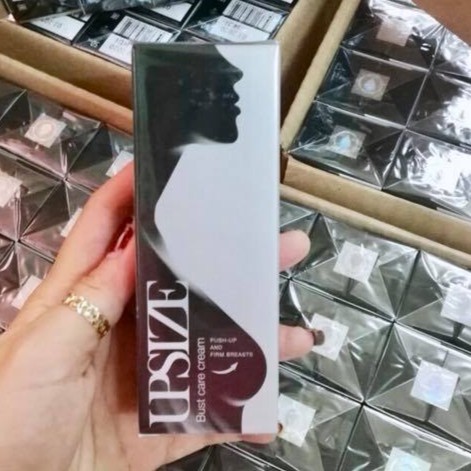 UPSIZE
Bust care cream
PUSH-UP
AND
FIRM BREASTS